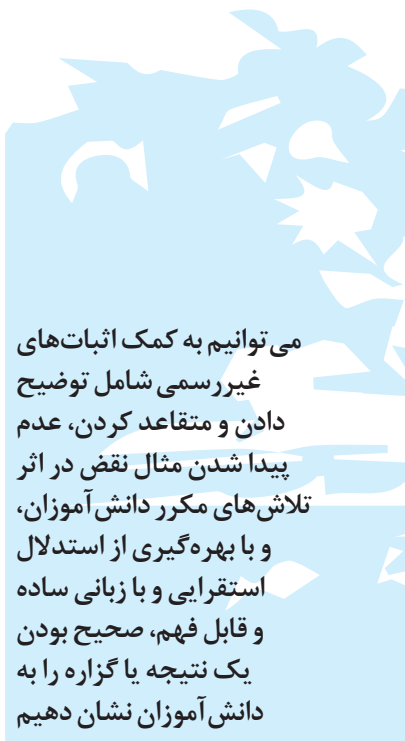 می‌توانیم به کمک اثبات‌های
غیررسمی شامل توضیح
دادن و متقاعد کردن، عدم
پیدا شدن مثال نقض در اثر
تلاش‌های مکرر دانش‌آموزان،
و با بهره‌گیری از استدلال
استقرایی و با زبانی ساده
و قابل فهم، صحیح بودن
یک نتیجه یا گزاره را به
دانش‌آموزان نشان دهیم